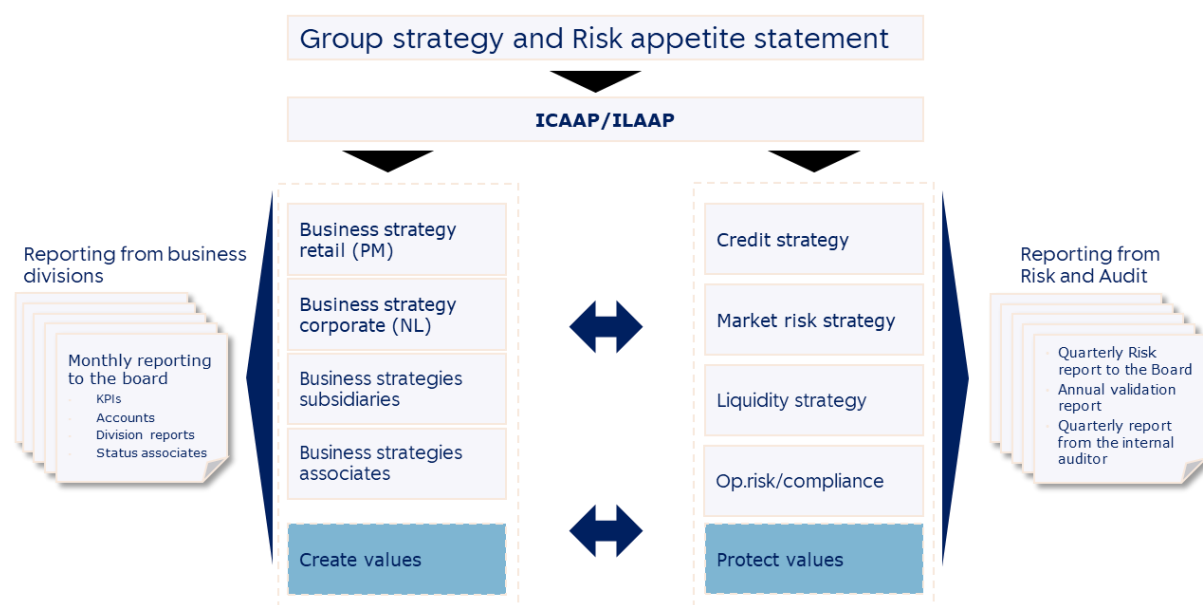 Group strategy and Risk appetite statement
ICAAP/ILAAP
Reporting from business
divisions
Monthly reporting
to the board
KPIs
Accounts
Division reports
Status associates
Business strategy
retail (PM)
Business strategy
corporate (NL)
Business strategies
subsidiaries
Business strategies
associates
Create values
Credit strategy
Market risk strategy
Liquidity strategy
Op.risk/compliance
Protect values
Reporting from
Risk and Audit
Quarterly Risk
report to the Board
Annual validation
report
Quarterly report
from the internal
auditor